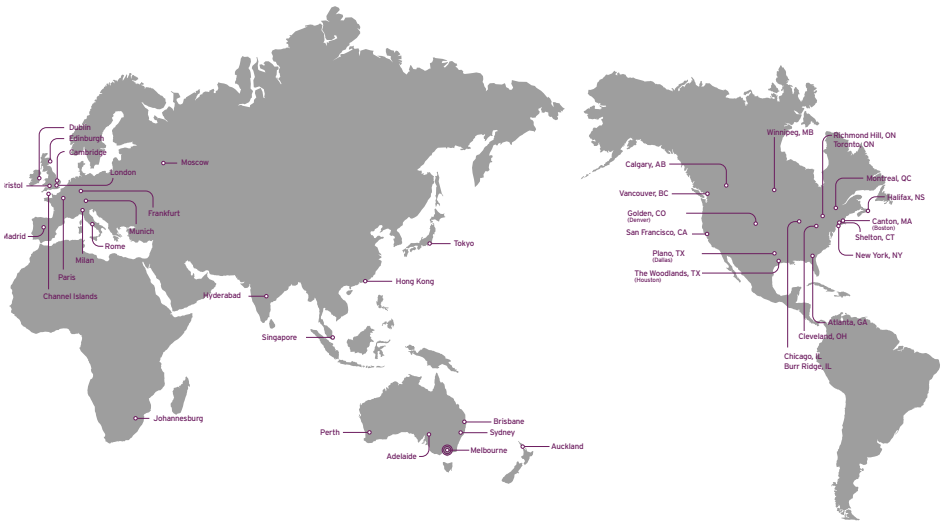 Dublin
Edinburgh
Cambridge
London
ristol
Moscow
Frankfurt
Munich
Madrid
Rome
Milan
Paris
Channel Islands
Tokyo
Hong Kong
Hyderabad
Singapore
Johannesburg
Perth
Adelaide
Brisbane
Sydney
Melbourne
Auckland
Winnipeg, MB
Richmond Hill, ON
Toronto, ON
Calgary, AB
Montreal, QC
Vancouver, BC
Halifax, NS
Golden, CO
(Denver)
Canton, MA
(Boston)
San Francisco, CA
Shelton, CT
Plano, TX
(Dallas)
New York, NY
The Woodlands, TX
(Houston)
Atlanta, GA
Cleveland, OH
Chicago, IL
Burr Ridge, IL